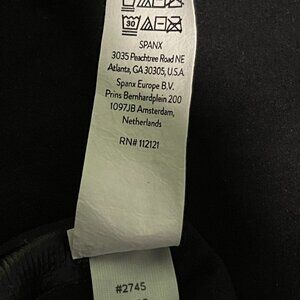 30
SPANX
3035 Peachtree Road NE
Atlanta, GA 30305, U.S.A.
Spanx Europe B.V.
Prins Bernhardplein 200
1097JB Amsterdam,
Netherlands
RN# 112121
#2745